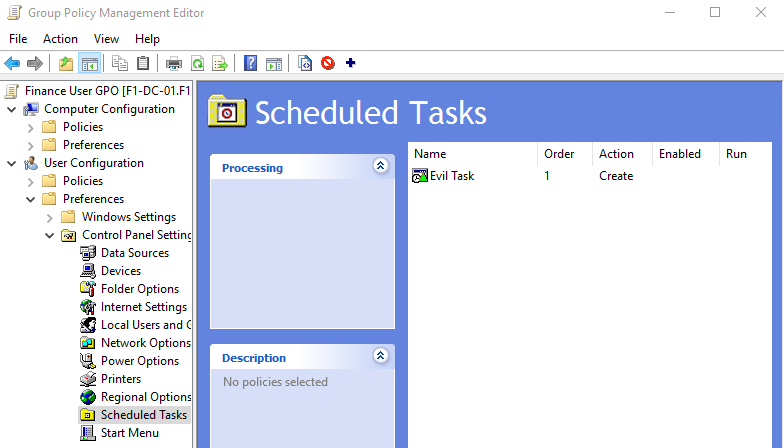 Group Policy Management Editor
File Action View Help
Finance User GPO [F1-DC-01.F1
Computer Configuration
Policies
Preferences
User Configuration
Policies
Preferences
Windows Settings
Control Panel Setting
Data Sources
Devices
Folder Options
Internet Settings
Local Users and G
Network Options
Power Options
Printers
Regional Options
Scheduled Tasks
Start Menu
Scheduled Tasks
Processing
Description
No policies selected
Name Order Action Enabled Run
Evil Task 1 Create